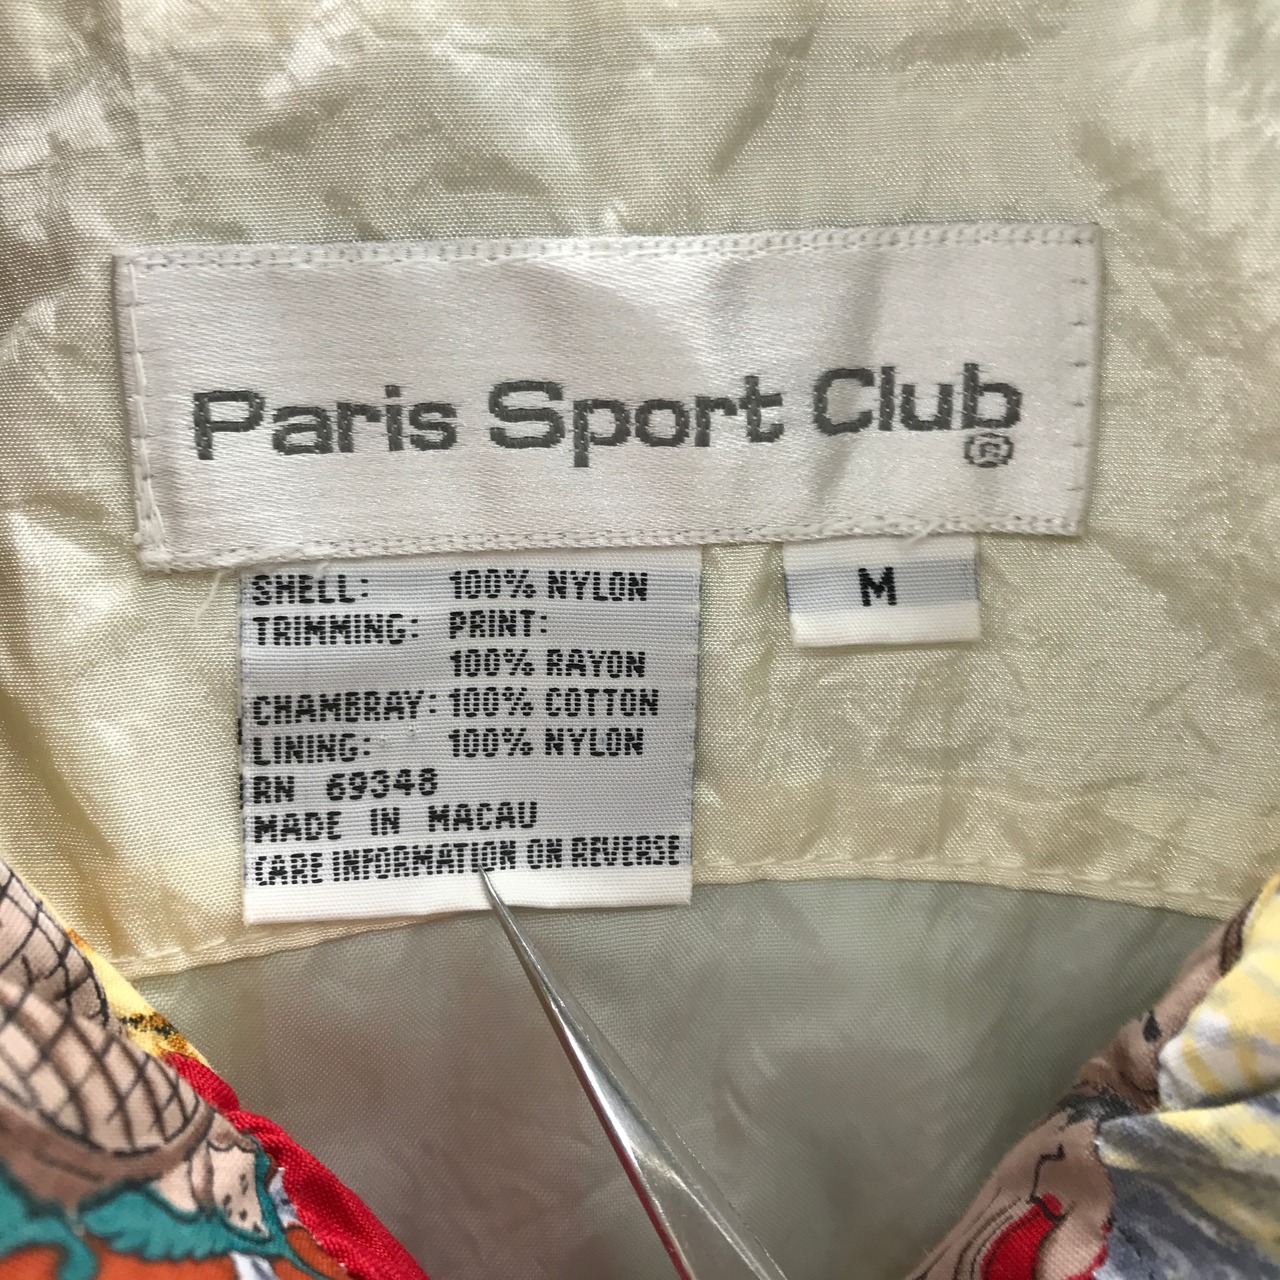 Paris Sport Club
®
SHELL: 100% NYLON
M
TRIMMING: PRINT:
100% RAYON
CHAMBRAY: 100% COTTON
LINING: 100% NYLON
RN 69348
MADE IN MACAU
CARE INFORMATION ON REVERSE